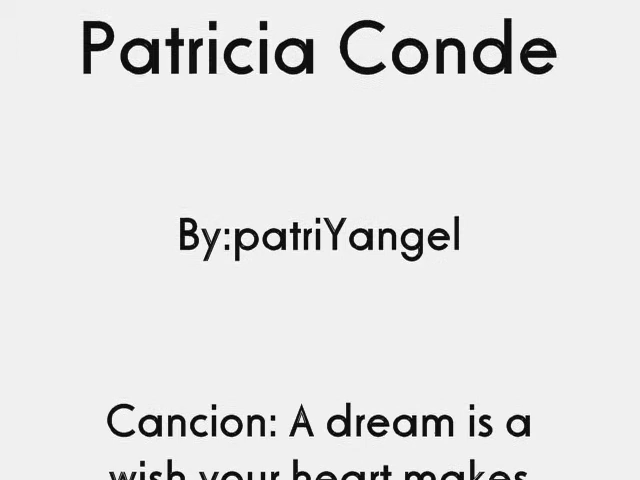 Patricia Conde
By:patriYangel
Cancion: A dream is a
wish your heart makes